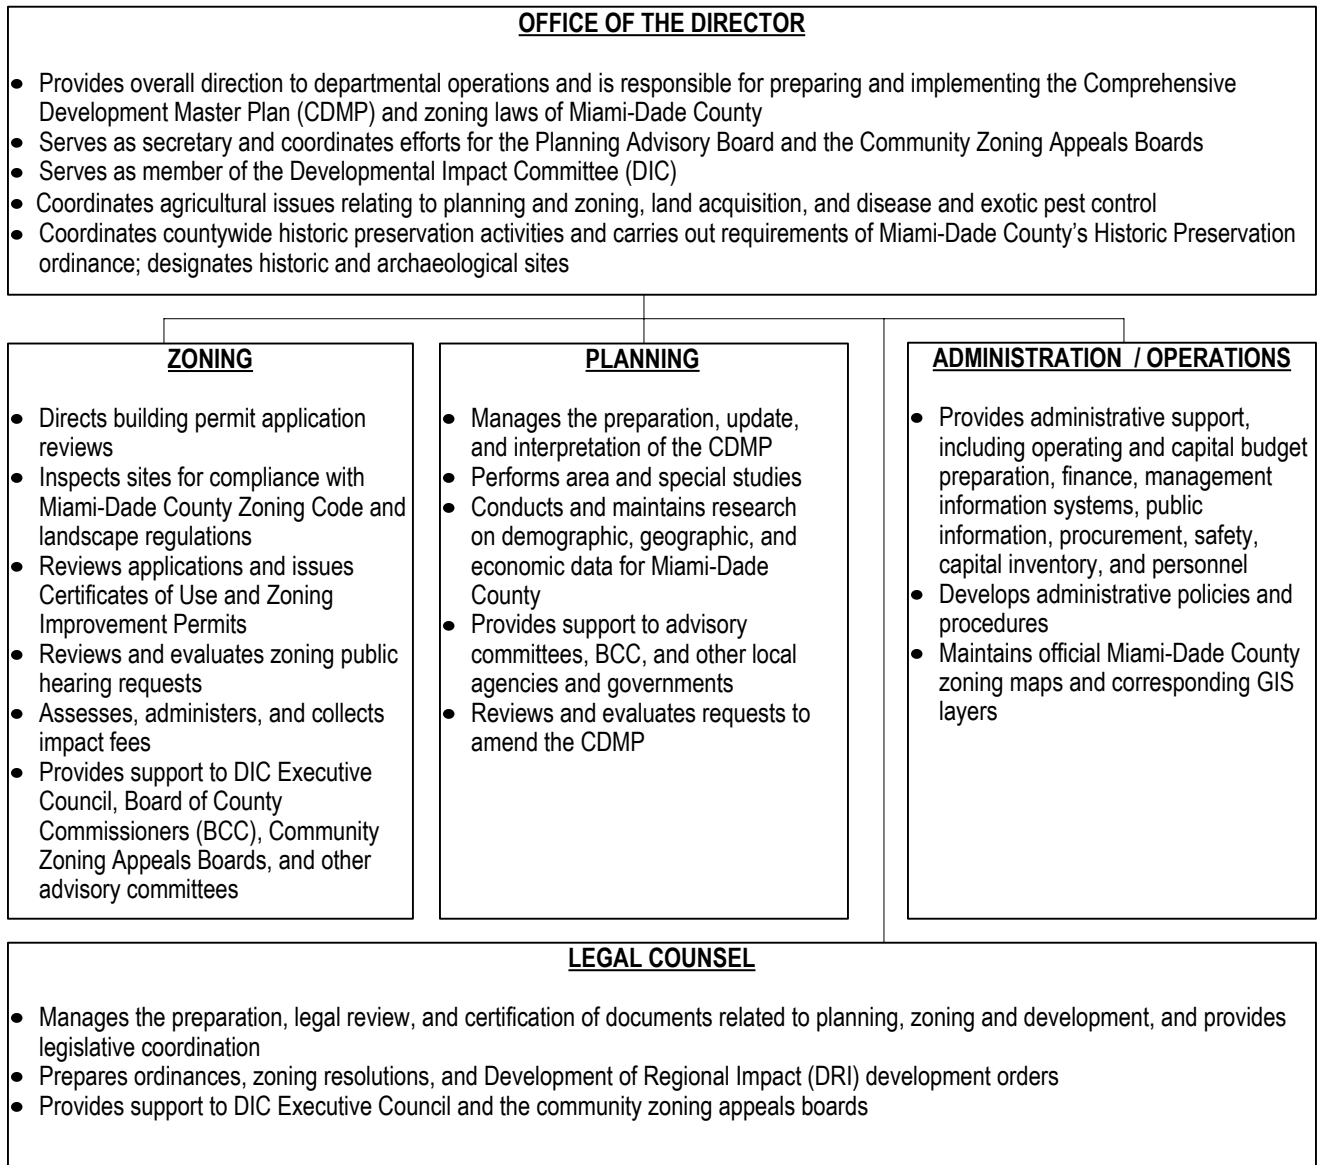 OFFICE OF THE DIRECTOR
• Provides overall direction to departmental operations and is responsible for preparing and implementing the Comprehensive
Development Master Plan (CDMP) and zoning laws of Miami-Dade County
• Serves as secretary and coordinates efforts for the Planning Advisory Board and the Community Zoning Appeals Boards
• Serves as member of the Developmental Impact Committee (DIC)
• Coordinates agricultural issues relating to planning and zoning, land acquisition, and disease and exotic pest control
• Coordinates countywide historic preservation activities and carries out requirements of Miami-Dade County's Historic Preservation
ordinance; designates historic and archaeological sites
ZONING
• Directs building permit application
reviews
• Inspects sites for compliance with
Miami-Dade County Zoning Code and
landscape regulations
• Reviews applications and issues
Certificates of Use and Zoning
Improvement Permits
• Reviews and evaluates zoning public
hearing requests
• Assesses, administers, and collects
impact fees
• Provides support to DIC Executive
Council, Board of County
Commissioners (BCC), Community
Zoning Appeals Boards, and other
advisory committees
PLANNING
• Manages the preparation, update,
and interpretation of the CDMP
• Performs area and special studies
• Conducts and maintains research
on demographic, geographic, and
economic data for Miami-Dade
County
• Provides support to advisory
committees, BCC, and other local
agencies and governments
• Reviews and evaluates requests to
amend the CDMP
ADMINISTRATION / OPERATIONS
• Provides administrative support,
including operating and capital budget
preparation, finance, management
information systems, public
information, procurement, safety,
capital inventory, and personnel
• Develops administrative policies and
procedures
• Maintains official Miami-Dade County
zoning maps and corresponding GIS
layers
LEGAL COUNSEL
• Manages the preparation, legal review, and certification of documents related to planning, zoning and development, and provides
legislative coordination
• Prepares ordinances, zoning resolutions, and Development of Regional Impact (DRI) development orders
• Provides support to DIC Executive Council and the community zoning appeals boards